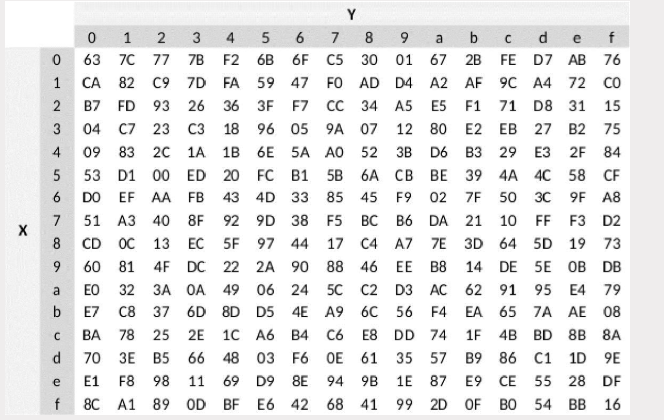 Y
0 1 2 3 4 5 6 7 8 9 a b c d e f
0 63 7C 77 7B F2 6B 6F C5 30 01 67 2B FE D7 AB 76
1 CA 82 C9 7D FA 59 47 F0 AD D4 A2 AF 9C A4 72 C0
2 B7 FD 93 26 36 3F F7 CC 34 A5 E5 F1 71 D8 31 15
3 04 C7 23 C3 18 96 05 9A 07 12 80 E2 EB 27 B2 75
4 09 83 2C 1A 1B 6E 5A A0 52 3B D6 B3 29 E3 2F 84
5 53 D1 00 ED 20 FC B1 5B 6A CB BE 39 4A 4C 58 CF
6 D0 EF AA FB 43 4D 33 85 45 F9 02 7F 50 3C 9F A8
7 51 A3 40 8F 92 9D 38 F5 BC B6 DA 21 10 FF F3 D2
X
8 CD 0C 13 EC 5F 97 44 17 C4 A7 7E 3D 64 5D 19 73
9 60 81 4F DC 22 2A 90 88 46 EE B8 14 DE 5E 0B DB
a E0 32 3A 0A 49 06 24 5C C2 D3 AC 62 91 95 E4 79
b E7 C8 37 6D 8D D5 4E A9 6C 56 F4 EA 65 7A AE 08
c BA 78 25 2E 1C A6 B4 C6 E8 DD 74 1F 4B BD 8B 8A
d 70 3E B5 66 48 03 F6 0E 61 35 57 B9 86 C1 1D 9E
e E1 F8 98 11 69 D9 8E 94 9B 1E 87 E9 CE 55 28 DF
f 8C A1 89 0D BF E6 42 68 41 99 2D 0F B0 54 BB 16